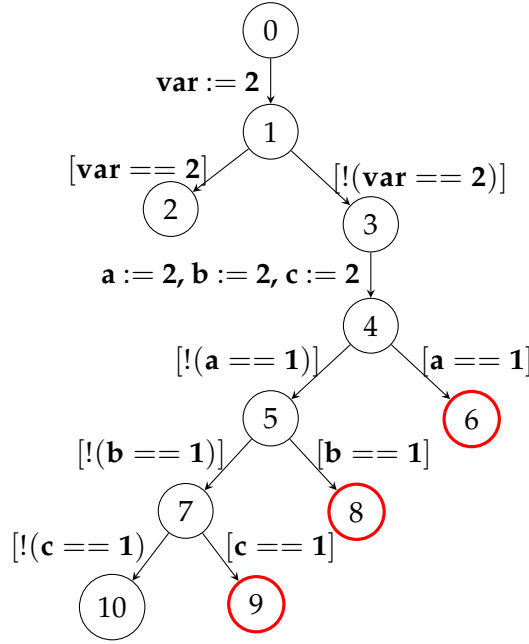 0
var := 2
1
[var == 2]
[!(var == 2)]
2
3
a := 2, b := 2, c := 2
4
[!(a == 1)]
[a == 1]
5
6
[!(b == 1)]
[b == 1]
7
8
[!(c == 1)
[c == 1]
10
9